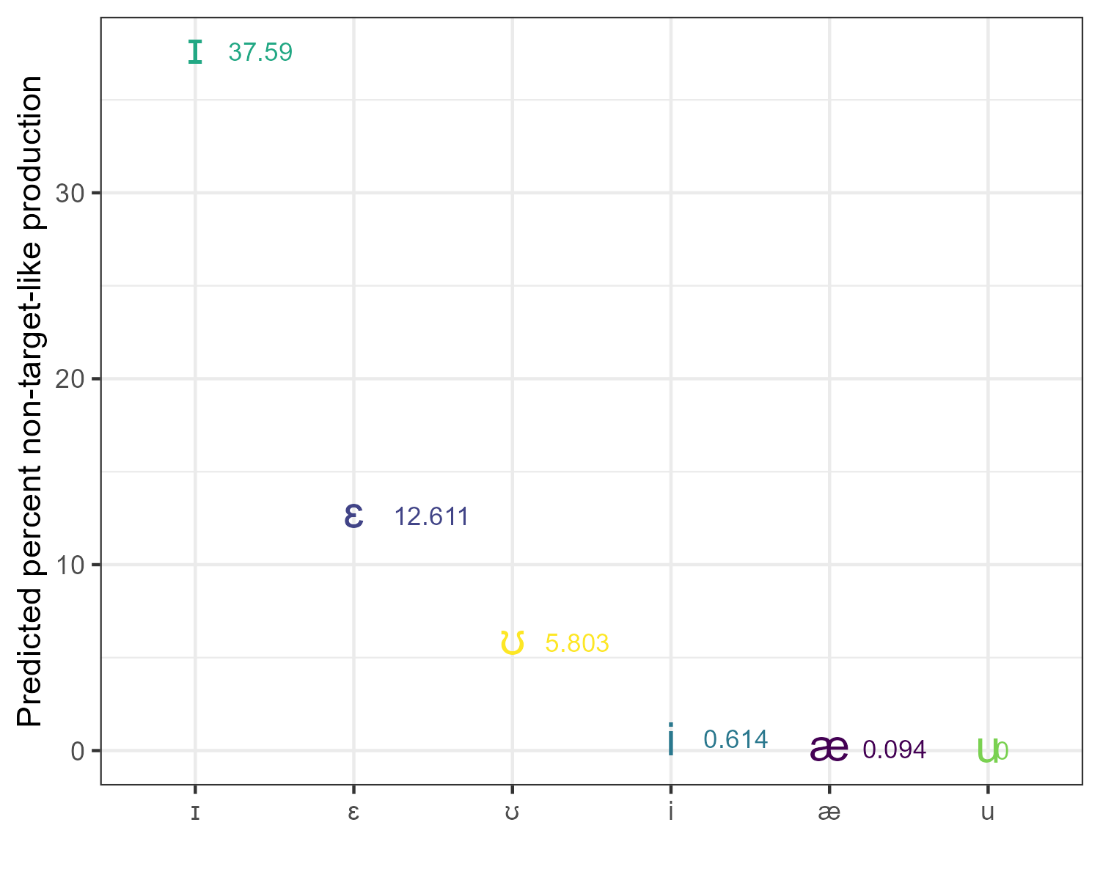 Predicted percent non-target-like production
30
20
10
0
ɪ 37.59
ɛ 12.611
ʊ 5.803
i 0.614
æ 0.094
u 0
ɪ ɛ ʊ i æ u